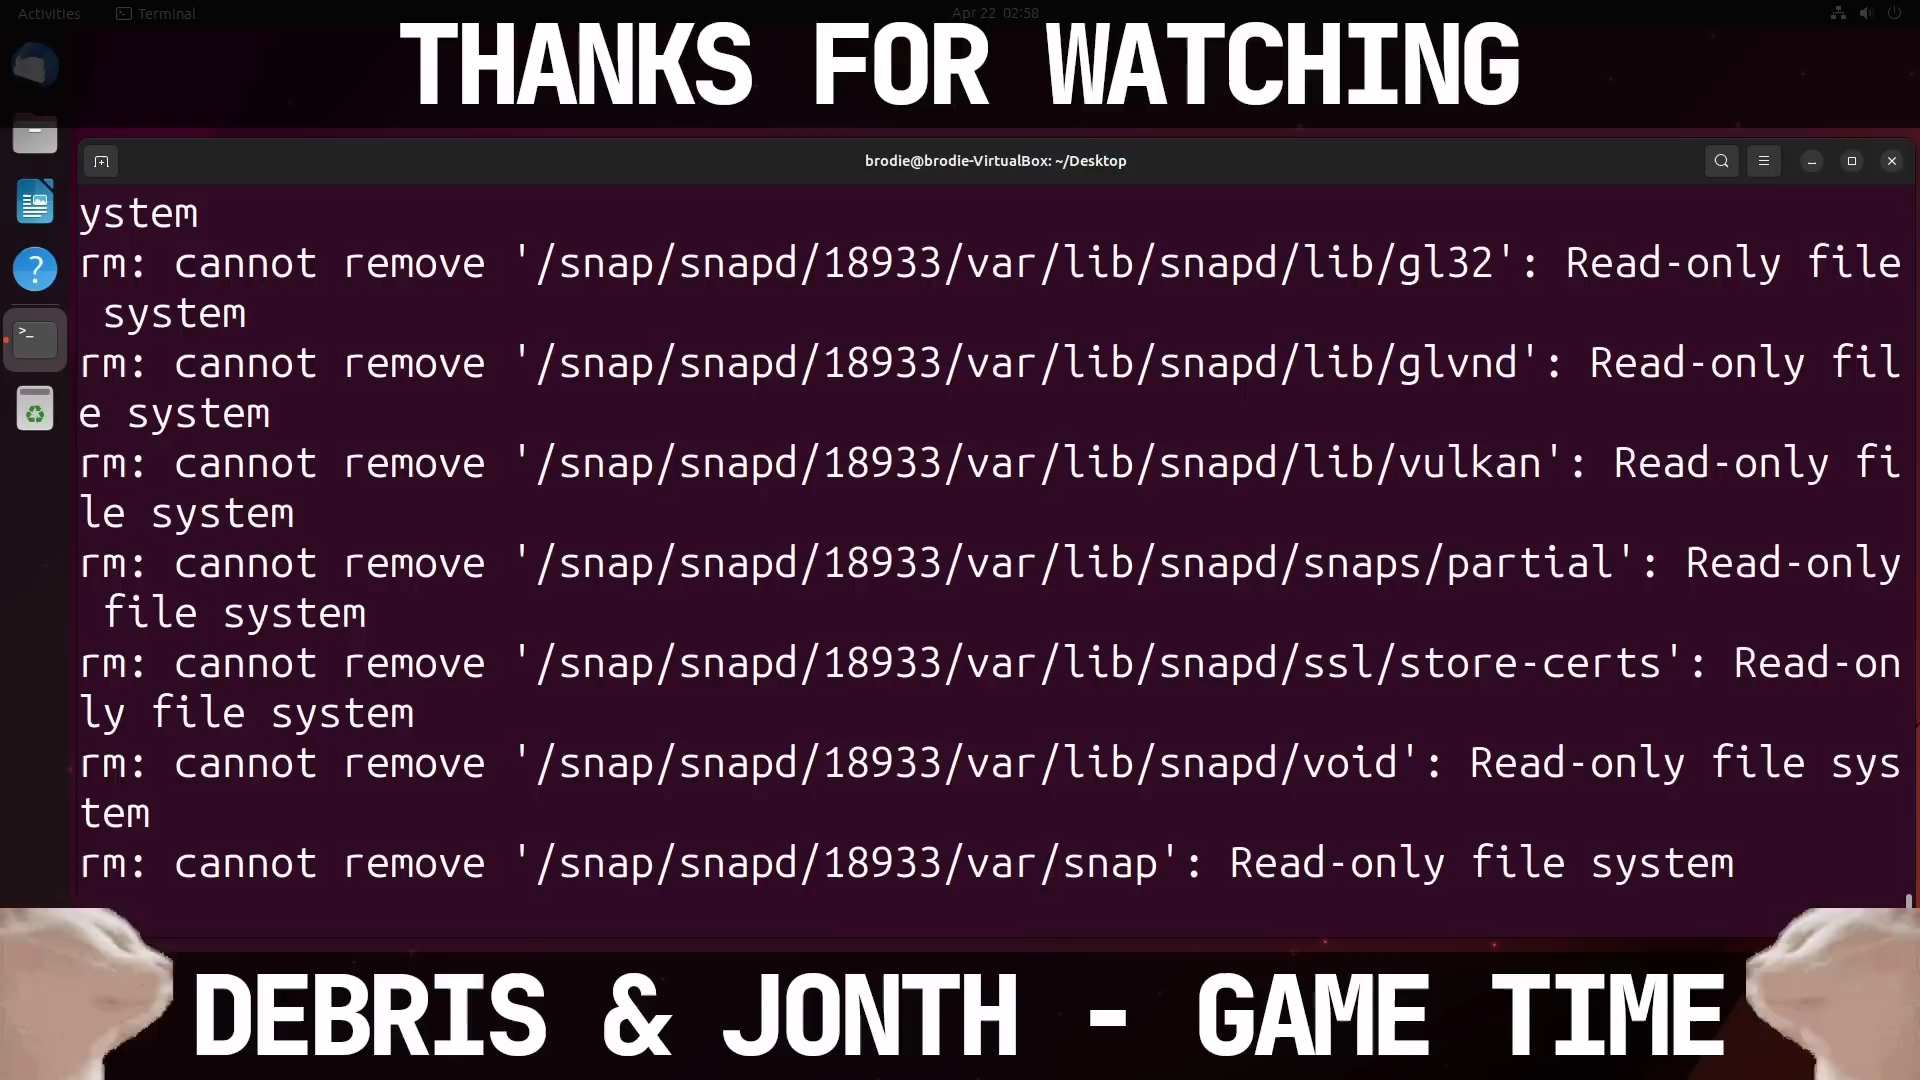 Activities Terminal Apr 22 02:58
THANKS FOR WATCHING
brodie@brodie-VirtualBox: ~/Desktop
ystem
rm: cannot remove '/snap/snapd/18933/var/lib/snapd/lib/gl32': Read-only file
 system
rm: cannot remove '/snap/snapd/18933/var/lib/snapd/lib/glvnd': Read-only fil
e system
rm: cannot remove '/snap/snapd/18933/var/lib/snapd/lib/vulkan': Read-only fi
le system
rm: cannot remove '/snap/snapd/18933/var/lib/snapd/snaps/partial': Read-only
 file system
rm: cannot remove '/snap/snapd/18933/var/lib/snapd/ssl/store-certs': Read-on
ly file system
rm: cannot remove '/snap/snapd/18933/var/lib/snapd/void': Read-only file sys
tem
rm: cannot remove '/snap/snapd/18933/var/snap': Read-only file system
DEBRIS & JONTH - GAME TIME